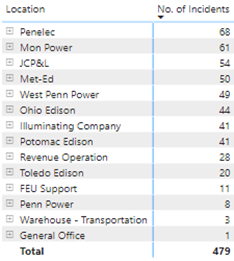 Location No. of Incidents
Penelec 68
Mon Power 61
JCP&L 54
Met-Ed 50
West Penn Power 49
Ohio Edison 44
Illuminating Company 41
Potomac Edison 41
Revenue Operation 28
Toledo Edison 20
FEU Support 11
Penn Power 8
Warehouse - Transportation 3
General Office 1
Total 479